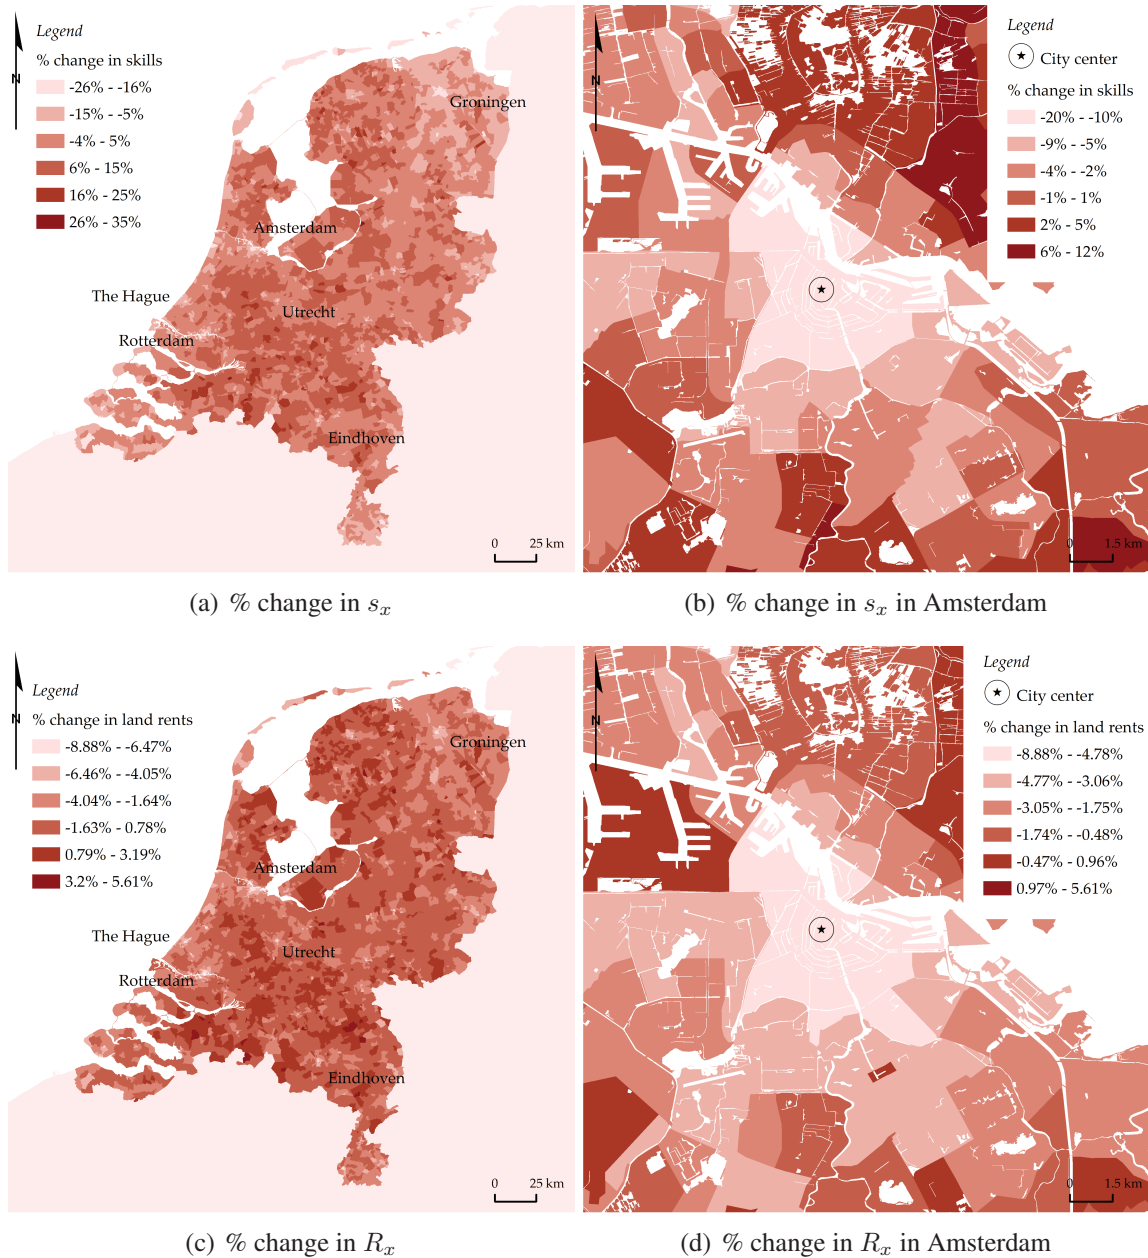 Legend
% change in skills
-26% - -16%
-15% - -5%
-4% - 5%
6% - 15%
16% - 25%
26% - 35%
N
Groningen
Amsterdam
The Hague
Utrecht
Rotterdam
Eindhoven
0 25 km
(a) % change in sₓ
N
Legend
City center
% change in skills
-20% - -10%
-9% - -5%
-4% - -2%
-1% - 1%
2% - 5%
6% - 12%
0 1.5 km
(b) % change in sₓ in Amsterdam
Legend
% change in land rents
-8.88% - -6.47%
-6.46% - -4.05%
-4.04% - -1.64%
-1.63% - 0.78%
0.79% - 3.19%
3.2% - 5.61%
N
Groningen
Amsterdam
The Hague
Utrecht
Rotterdam
Eindhoven
0 25 km
(c) % change in Rₓ
N
Legend
City center
% change in land rents
-8.88% - -4.78%
-4.77% - -3.06%
-3.05% - -1.75%
-1.74% - -0.48%
-0.47% - 0.96%
0.97% - 5.61%
0 1.5 km
(d) % change in Rₓ in Amsterdam